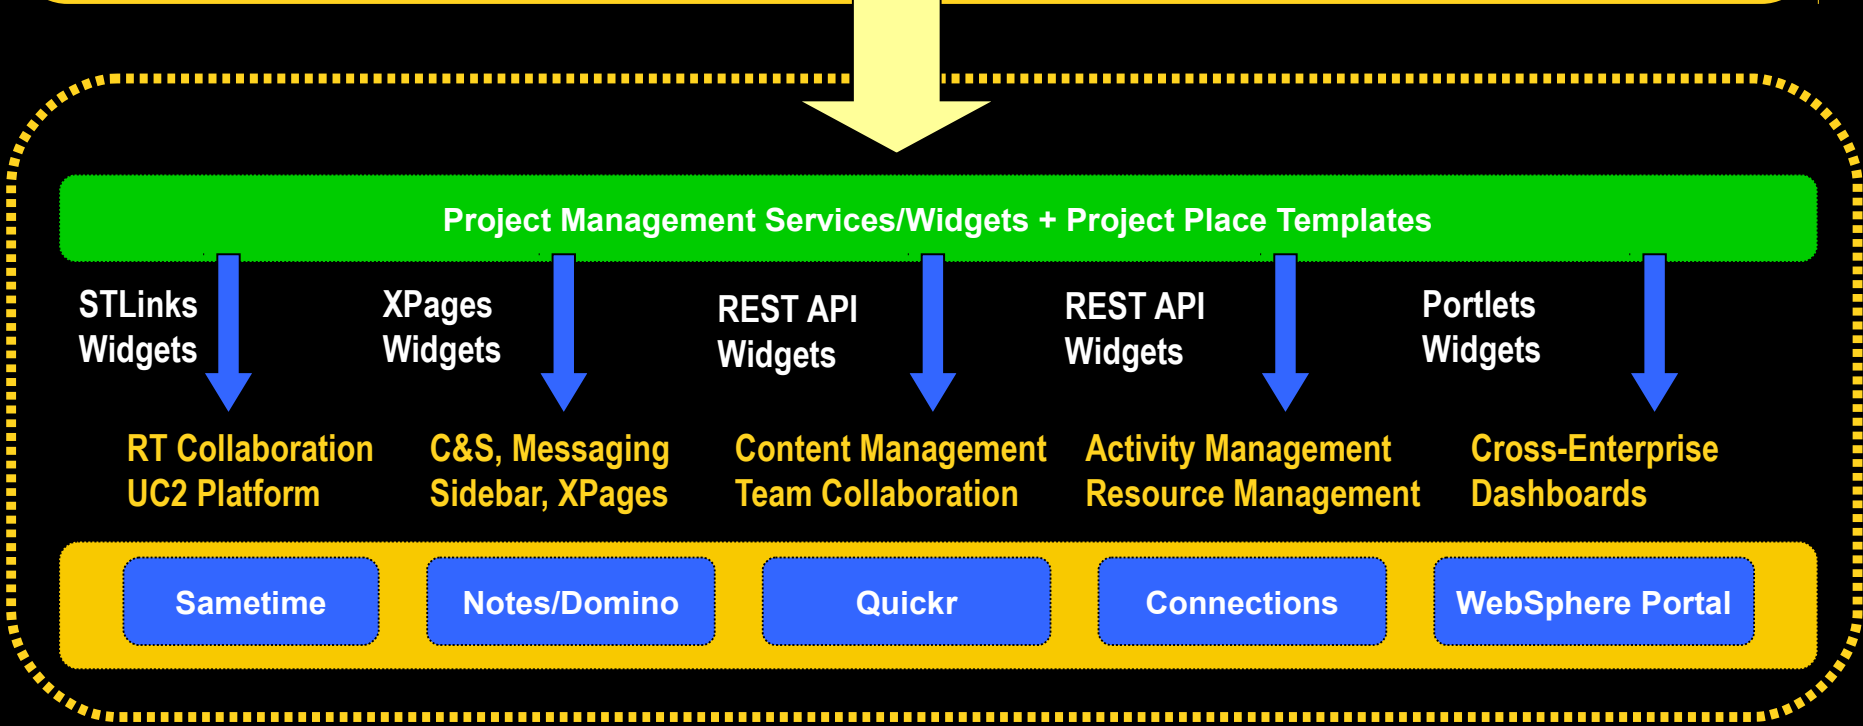 Project Management Services/Widgets + Project Place Templates
STLinks
Widgets
XPages
Widgets
REST API
Widgets
REST API
Widgets
Portlets
Widgets
RT Collaboration
UC2 Platform
C&S, Messaging
Sidebar, XPages
Content Management
Team Collaboration
Activity Management
Resource Management
Cross-Enterprise
Dashboards
Sametime
Notes/Domino
Quickr
Connections
WebSphere Portal